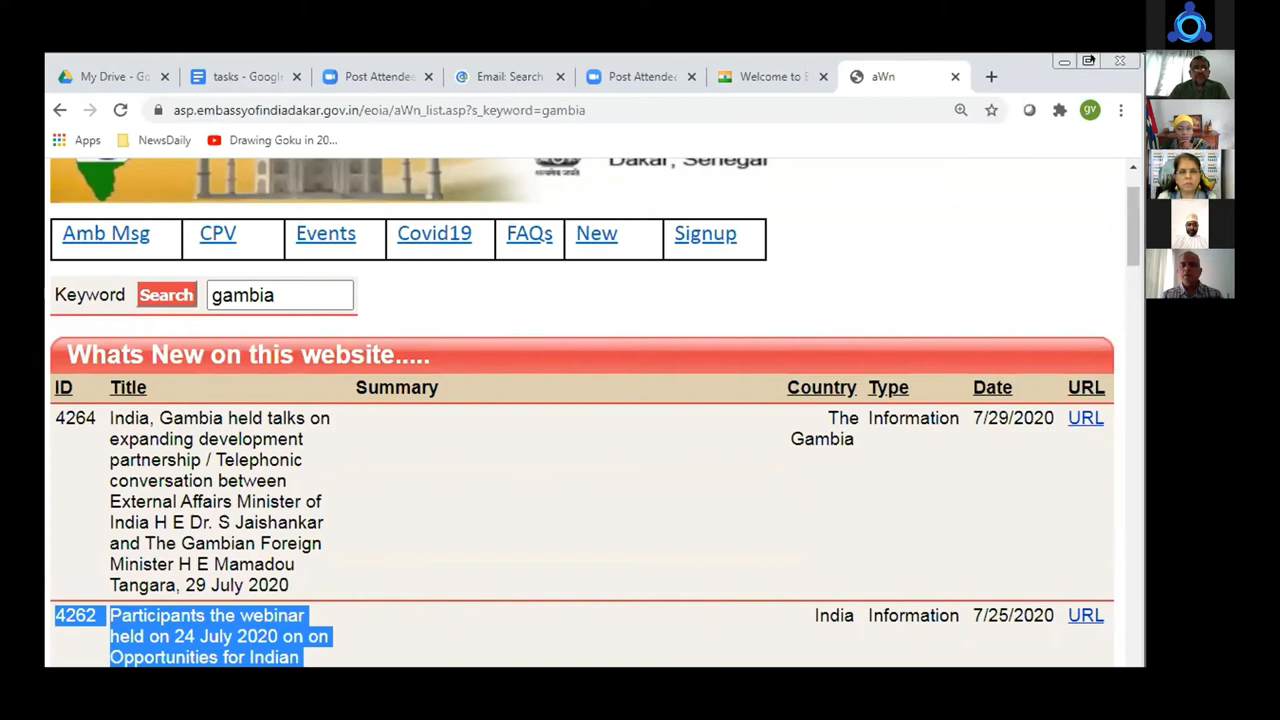 My Drive - Go
tasks - Google
Post Attende
Email: Search
Post Attende
Welcome to E
aWn
asp.embassyofindiadakar.gov.in/eoia/aWn_list.asp?s_keyword=gambia
gv
Apps
NewsDaily
Drawing Goku in 20...
सत्यमेव जयते
Dakar, Senegal
Amb Msg CPV Events Covid19 FAQs New Signup
Keyword Search gambia
Whats New on this website.....
ID Title Summary Country Type Date URL
4264 India, Gambia held talks on The Information 7/29/2020 URL
expanding development Gambia
partnership / Telephonic
conversation between
External Affairs Minister of
India H E Dr. S Jaishankar
and The Gambian Foreign
Minister H E Mamadou
Tangara, 29 July 2020
4262 Participants the webinar India Information 7/25/2020 URL
held on 24 July 2020 on on
Opportunities for Indian